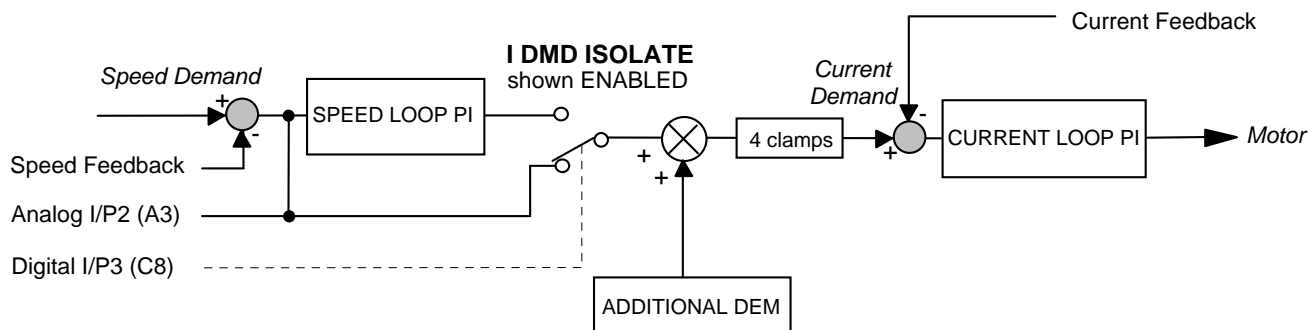 Current Feedback
I DMD ISOLATE
shown ENABLED
Speed Demand
Current
Demand
+
-
SPEED LOOP PI
-
+
4 clamps
CURRENT LOOP PI
Motor
Speed Feedback
+
+
Analog I/P2 (A3)
Digital I/P3 (C8)
ADDITIONAL DEM